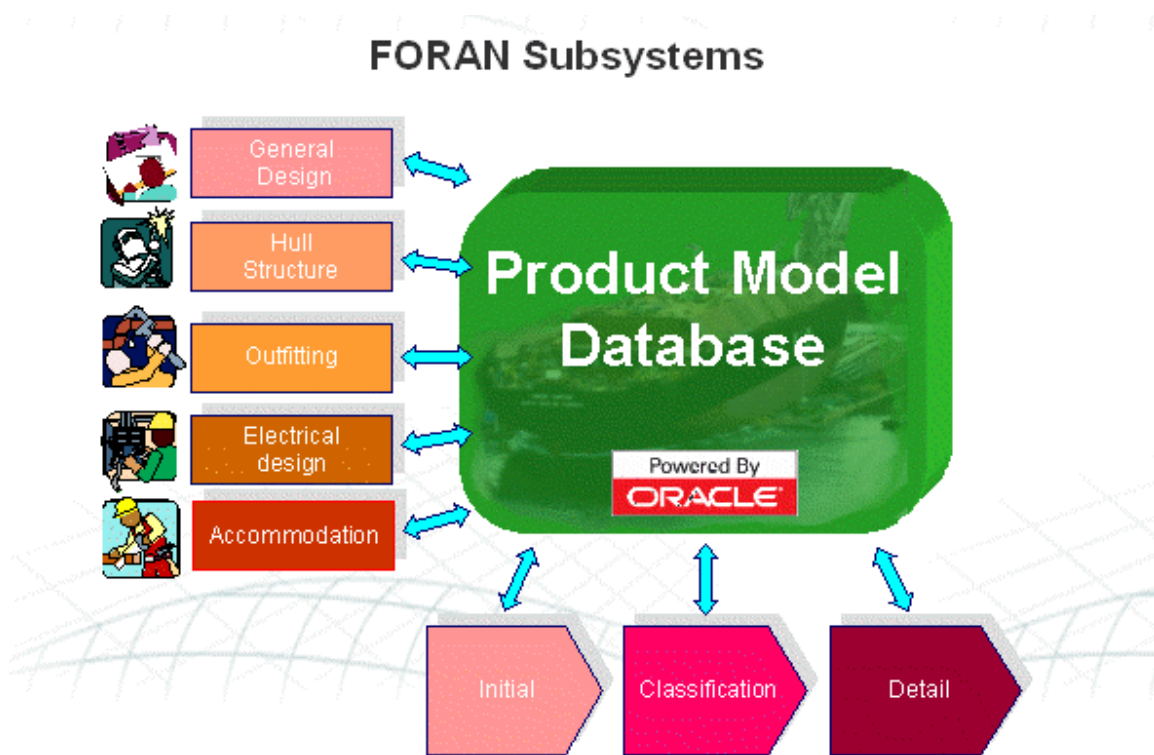 FORAN Subsystems
General
Design
Hull
Structure
Outfitting
Electrical
design
Accommodation
Product Model
Database
Powered By
ORACLE
Initial
Classification
Detail